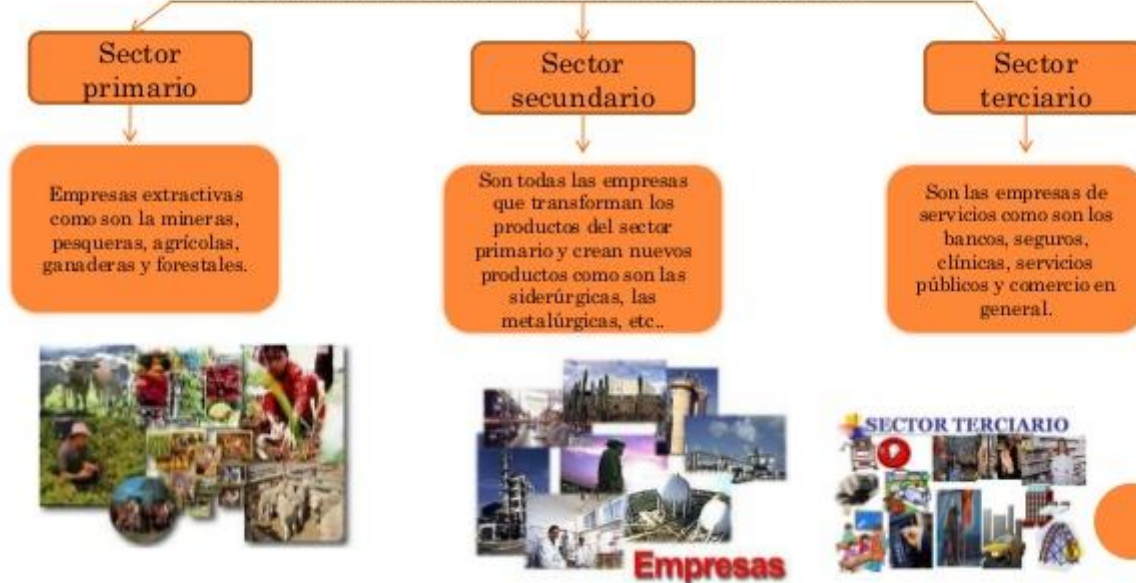 Sector
primario
Sector
secundario
Sector
terciario
Empresas extractivas
como son la mineras,
pesqueras, agrícolas,
ganaderas y forestales.
Son todas las empresas
que transforman los
productos del sector
primario y crean nuevos
productos como son las
siderúrgicas, las
metalúrgicas, etc..
Son las empresas de
servicios como son los
bancos, seguros,
clínicas, servicios
públicos y comercio en
general.
Empresas
SECTOR TERCIARIO